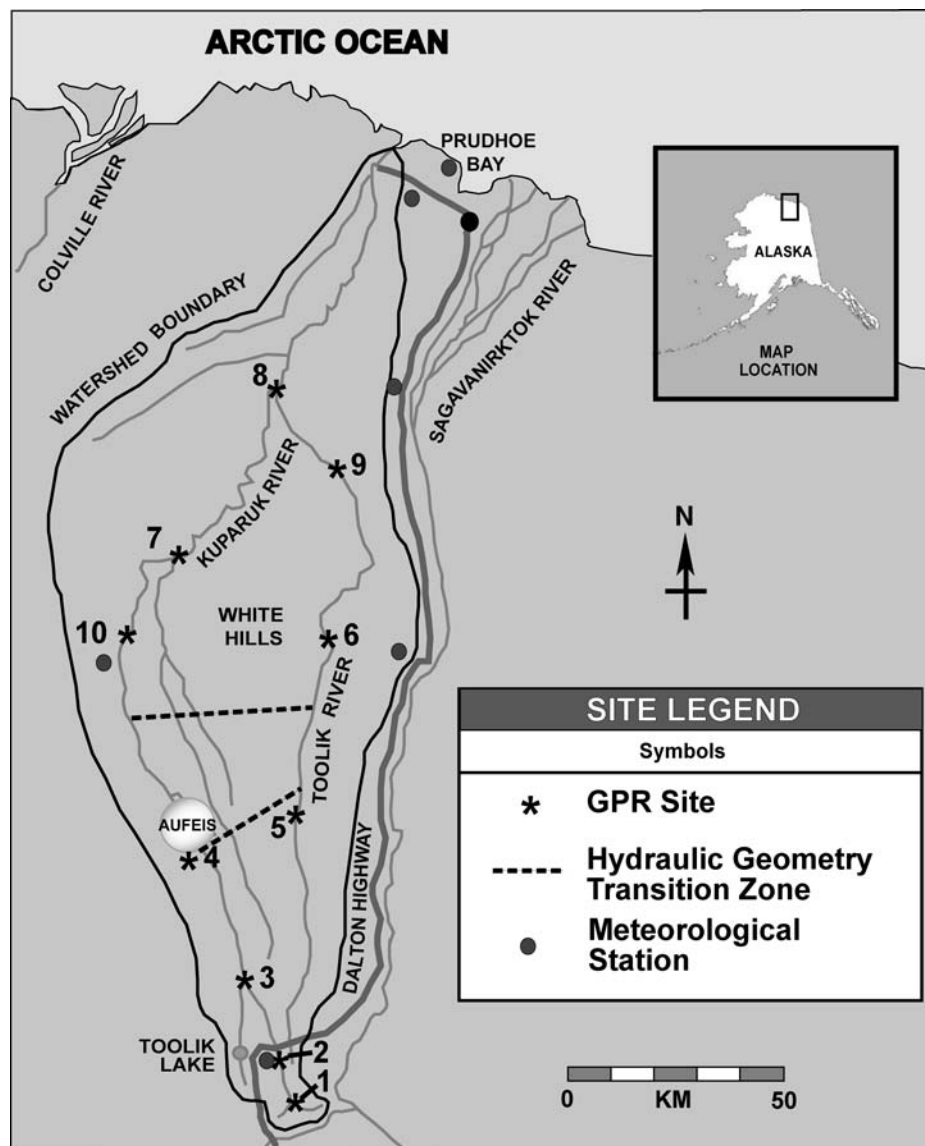 ARCTIC OCEAN
PRUDHOE
BAY
COLVILLE RIVER
WATERSHED BOUNDARY
SAGAVANIRKTOK RIVER
ALASKA
MAP
LOCATION
8
9
KUPARUK RIVER
7
N
WHITE
HILLS
10
6
TOOLIK RIVER
SITE LEGEND
Symbols
GPR Site
Hydraulic Geometry
Transition Zone
Meteorological
Station
AUFEIS
5
4
DALTON HIGHWAY
3
TOOLIK
LAKE
2
1
0 KM 50